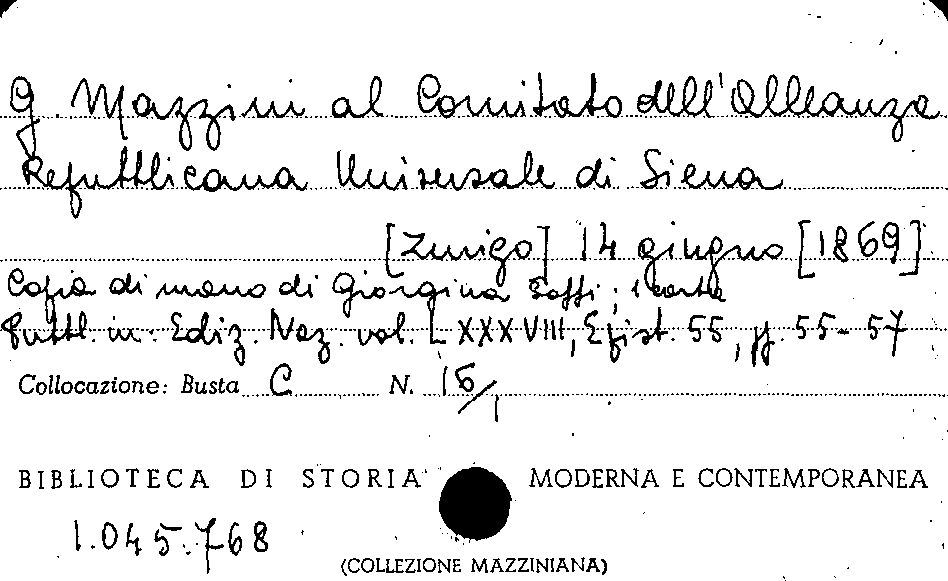 G. Mazzini al Comitato dell'Alleanza
Repubblicana Universale di Siena
[Zurigo] 14 giugno [1869]
Copia di mano di Giorgina Saffi; 1 carta
Pubbl. in: Ediz. Naz. vol. LXXXVIII, Epist. 55, pp. 55-57
Collocazione: Busta C N. 15/1
BIBLIOTECA DI STORIA MODERNA E CONTEMPORANEA
1.045.768
(COLLEZIONE MAZZINIANA)